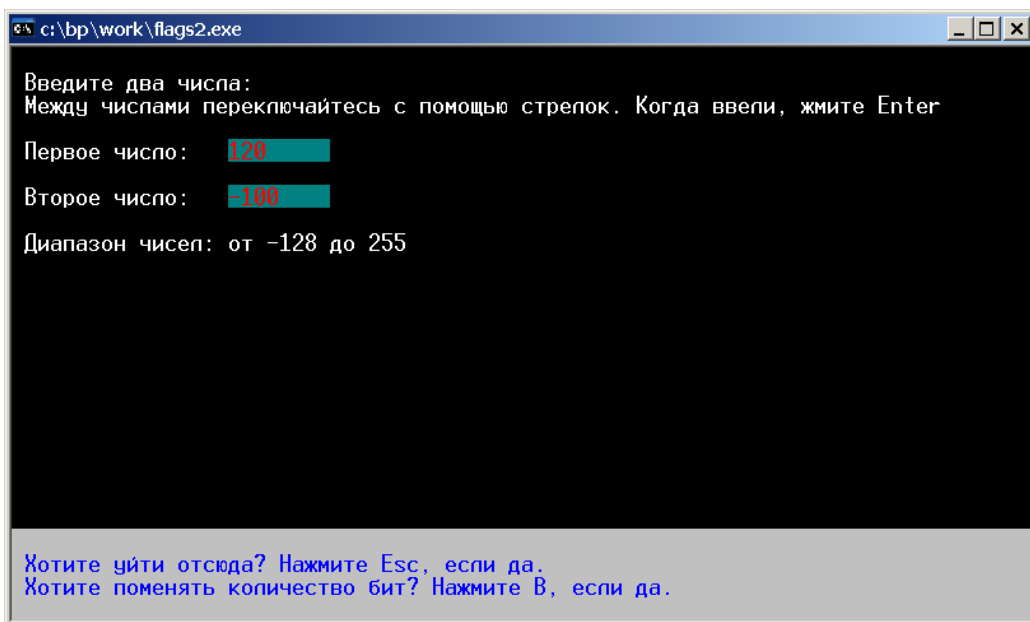 c:\bp\work\flags2.exe
Введите два числа:
Между числами переключайтесь с помощью стрелок. Когда ввели, жмите Enter
Первое число: 120
Второе число: -100
Диапазон чисел: от -128 до 255
Хотите уйти отсюда? Нажмите Esc, если да.
Хотите поменять количество бит? Нажмите B, если да.